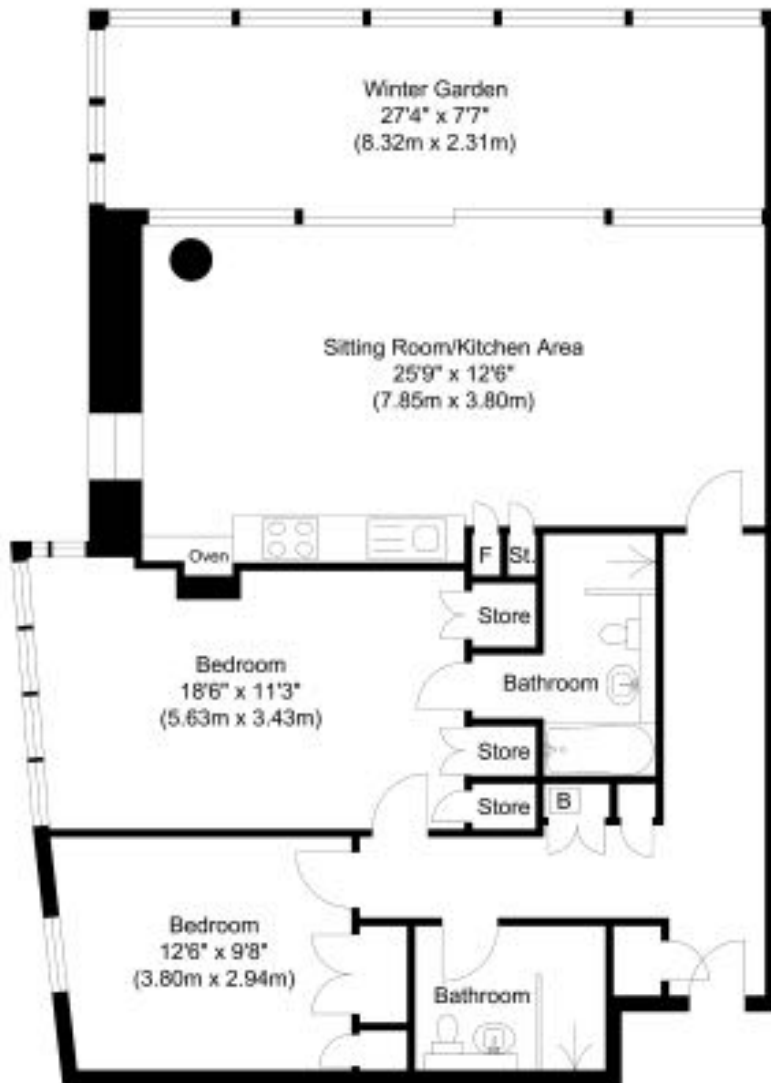 Winter Garden
27'4" x 7'7"
(8.32m x 2.31m)
Sitting Room/Kitchen Area
25'9" x 12'6"
(7.85m x 3.80m)
Oven
F
St.
Store
Bedroom
18'6" x 11'3"
(5.63m x 3.43m)
Bathroom
Store
Store
B
Bedroom
12'6" x 9'8"
(3.80m x 2.94m)
Bathroom